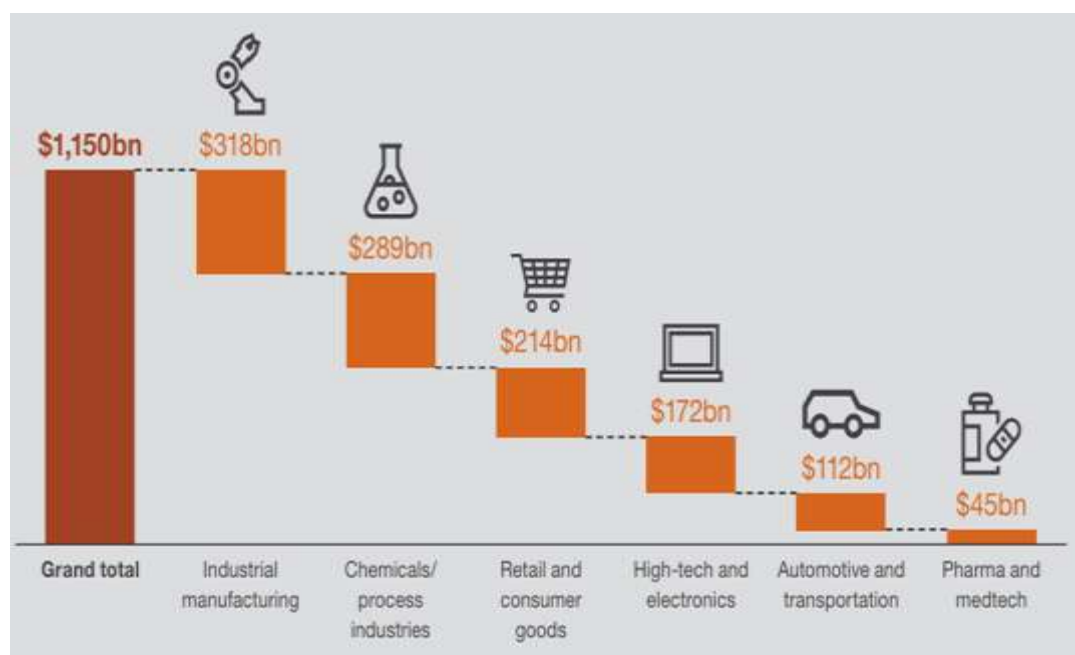 $1,150bn
$318bn
$289bn
$214bn
$172bn
$112bn
$45bn
Grand total
Industrial
manufacturing
Chemicals/
process
industries
Retail and
consumer
goods
High-tech and
electronics
Automotive and
transportation
Pharma and
medtech